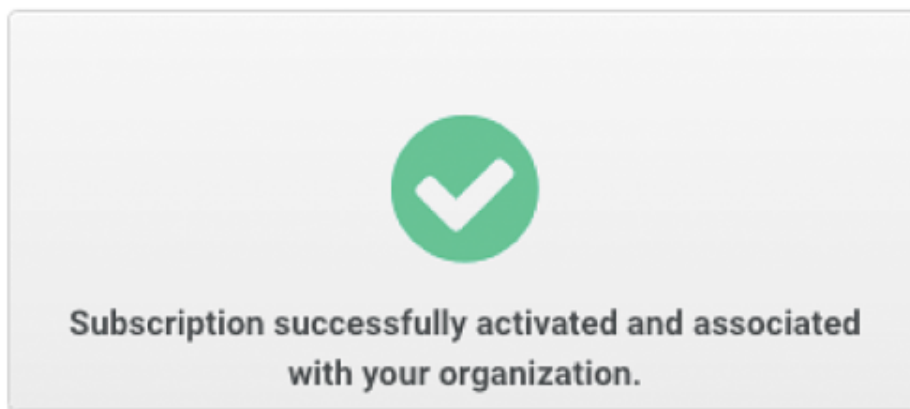 Subscription successfully activated and associated
with your organization.